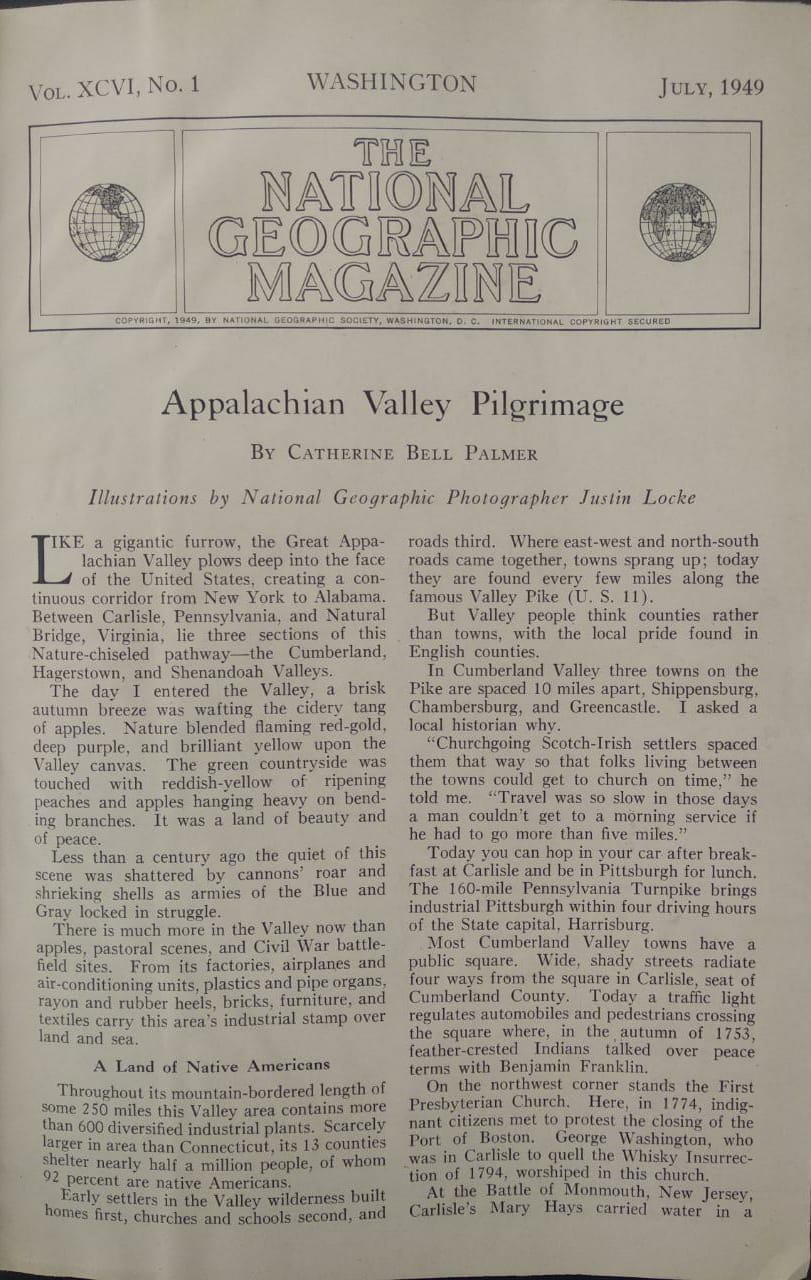 VOL. XCVI, No. 1 WASHINGTON JULY, 1949
THE
NATIONAL
GEOGRAPHIC
MAGAZINE
COPYRIGHT, 1949, BY NATIONAL GEOGRAPHIC SOCIETY, WASHINGTON, D. C. INTERNATIONAL COPYRIGHT SECURED
Appalachian Valley Pilgrimage
BY CATHERINE BELL PALMER
Illustrations by National Geographic Photographer Justin Locke
LIKE a gigantic furrow, the Great Appa-
lachian Valley plows deep into the face
of the United States, creating a con-
tinuous corridor from New York to Alabama.
Between Carlisle, Pennsylvania, and Natural
Bridge, Virginia, lie three sections of this
Nature-chiseled pathway—the Cumberland,
Hagerstown, and Shenandoah Valleys.
The day I entered the Valley, a brisk
autumn breeze was wafting the cidery tang
of apples. Nature blended flaming red-gold,
deep purple, and brilliant yellow upon the
Valley canvas. The green countryside was
touched with reddish-yellow of ripening
peaches and apples hanging heavy on bend-
ing branches. It was a land of beauty and
of peace.
Less than a century ago the quiet of this
scene was shattered by cannons' roar and
shrieking shells as armies of the Blue and
Gray locked in struggle.
There is much more in the Valley now than
apples, pastoral scenes, and Civil War battle-
field sites. From its factories, airplanes and
air-conditioning units, plastics and pipe organs,
rayon and rubber heels, bricks, furniture, and
textiles carry this area's industrial stamp over
land and sea.
A Land of Native Americans
Throughout its mountain-bordered length of
some 250 miles this Valley area contains more
than 600 diversified industrial plants. Scarcely
larger in area than Connecticut, its 13 counties
shelter nearly half a million people, of whom
92 percent are native Americans.
Early settlers in the Valley wilderness built
homes first, churches and schools second, and
roads third. Where east-west and north-south
roads came together, towns sprang up; today
they are found every few miles along the
famous Valley Pike (U. S. 11).
But Valley people think counties rather
than towns, with the local pride found in
English counties.
In Cumberland Valley three towns on the
Pike are spaced 10 miles apart, Shippensburg,
Chambersburg, and Greencastle. I asked a
local historian why.
"Churchgoing Scotch-Irish settlers spaced
them that way so that folks living between
the towns could get to church on time," he
told me. "Travel was so slow in those days
a man couldn't get to a morning service if
he had to go more than five miles."
Today you can hop in your car after break-
fast at Carlisle and be in Pittsburgh for lunch.
The 160-mile Pennsylvania Turnpike brings
industrial Pittsburgh within four driving hours
of the State capital, Harrisburg.
Most Cumberland Valley towns have a
public square. Wide, shady streets radiate
four ways from the square in Carlisle, seat of
Cumberland County. Today a traffic light
regulates automobiles and pedestrians crossing
the square where, in the autumn of 1753,
feather-crested Indians talked over peace
terms with Benjamin Franklin.
On the northwest corner stands the First
Presbyterian Church. Here, in 1774, indig-
nant citizens met to protest the closing of the
Port of Boston. George Washington, who
was in Carlisle to quell the Whisky Insurrec-
tion of 1794, worshiped in this church.
At the Battle of Monmouth, New Jersey,
Carlisle's Mary Hays carried water in a